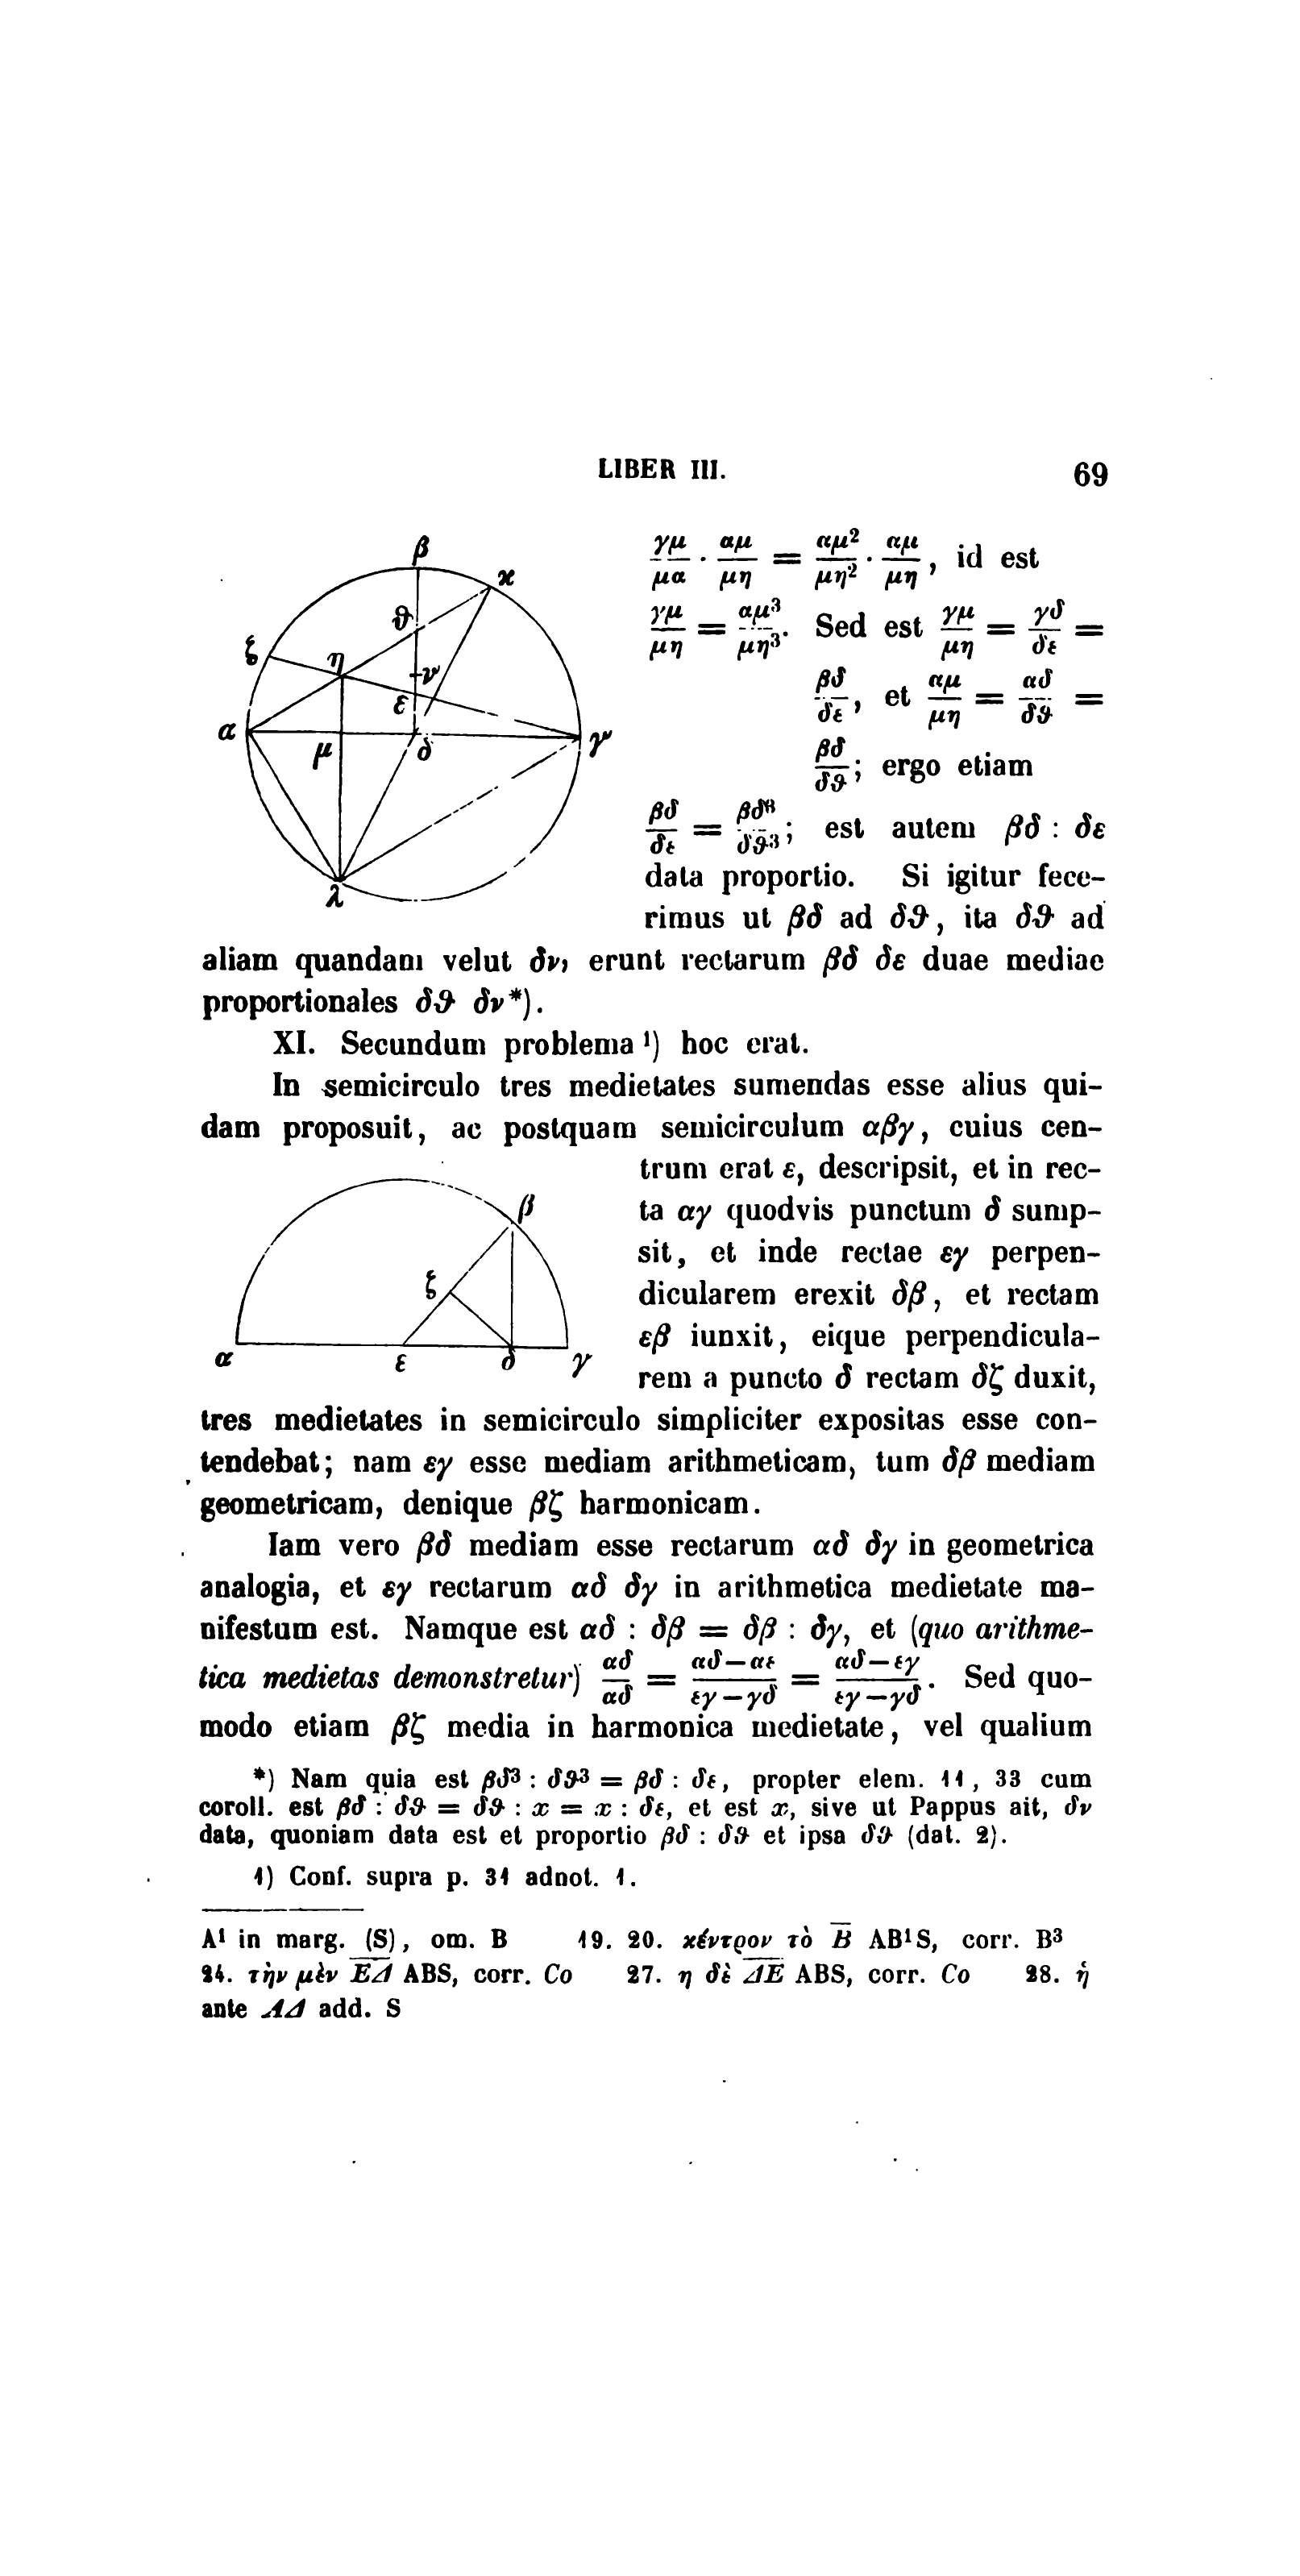 LIBER III. 69
β
κ
ϑ
ζ
η
ν
ε
α
μ
δ
γ
λ
γμ/μα · αμ/μη = αμ²/μη² · αμ/μη, id est
γμ/μη = αμ³/μη³. Sed est γμ/μη = γδ/δε =
βδ/δε, et αμ/μη = αδ/δϑ =
βδ/δϑ; ergo etiam
βδ/δε = βδ³/δϑ³; est autem βδ : δε
data proportio. Si igitur fece-
rimus ut βδ ad δϑ, ita δϑ ad
aliam quandam velut δν, erunt rectarum βδ δε duae mediae
proportionales δϑ δν*).
XI. Secundum problema¹) hoc erat.
In semicirculo tres medietates sumendas esse alius qui-
dam proposuit, ac postquam semicirculum αβγ, cuius cen-
trum erat ε, descripsit, et in rec-
ta αγ quodvis punctum δ sump-
sit, et inde rectae εγ perpen-
dicularem erexit δβ, et rectam
εβ iunxit, eique perpendicula-
rem a puncto δ rectam δζ duxit,
β
ζ
α
ε
δ
γ
tres medietates in semicirculo simpliciter expositas esse con-
tendebat; nam εγ esse mediam arithmeticam, tum δβ mediam
geometricam, denique βζ harmonicam.
Iam vero βδ mediam esse rectarum αδ δγ in geometrica
analogia, et εγ rectarum αδ δγ in arithmetica medietate ma-
nifestum est. Namque est αδ : δβ = δβ : δγ, et (quo arithme-
tica medietas demonstretur) αδ/αδ = αδ—αε/εγ—γδ = αδ—εγ/εγ—γδ. Sed quo-
modo etiam βζ media in harmonica medietate, vel qualium
*) Nam quia est βδ³ : δϑ³ = βδ : δε, propter elem. 11, 33 cum
coroll. est βδ : δϑ = δϑ : x = x : δε, et est x, sive ut Pappus ait, δν
data, quoniam data est et proportio βδ : δϑ et ipsa δϑ (dat. 2).
1) Conf. supra p. 31 adnot. 1.
A¹ in marg. (S), om. B 19. 20. κέντρον τὸ B̅ AB¹S, corr. B³
24. τὴν μὲν Ε̅Δ̅ ABS, corr. Co 27. η δὲ Δ̅Ε̅ ABS, corr. Co 28. ἡ
ante ΑΔ add. S